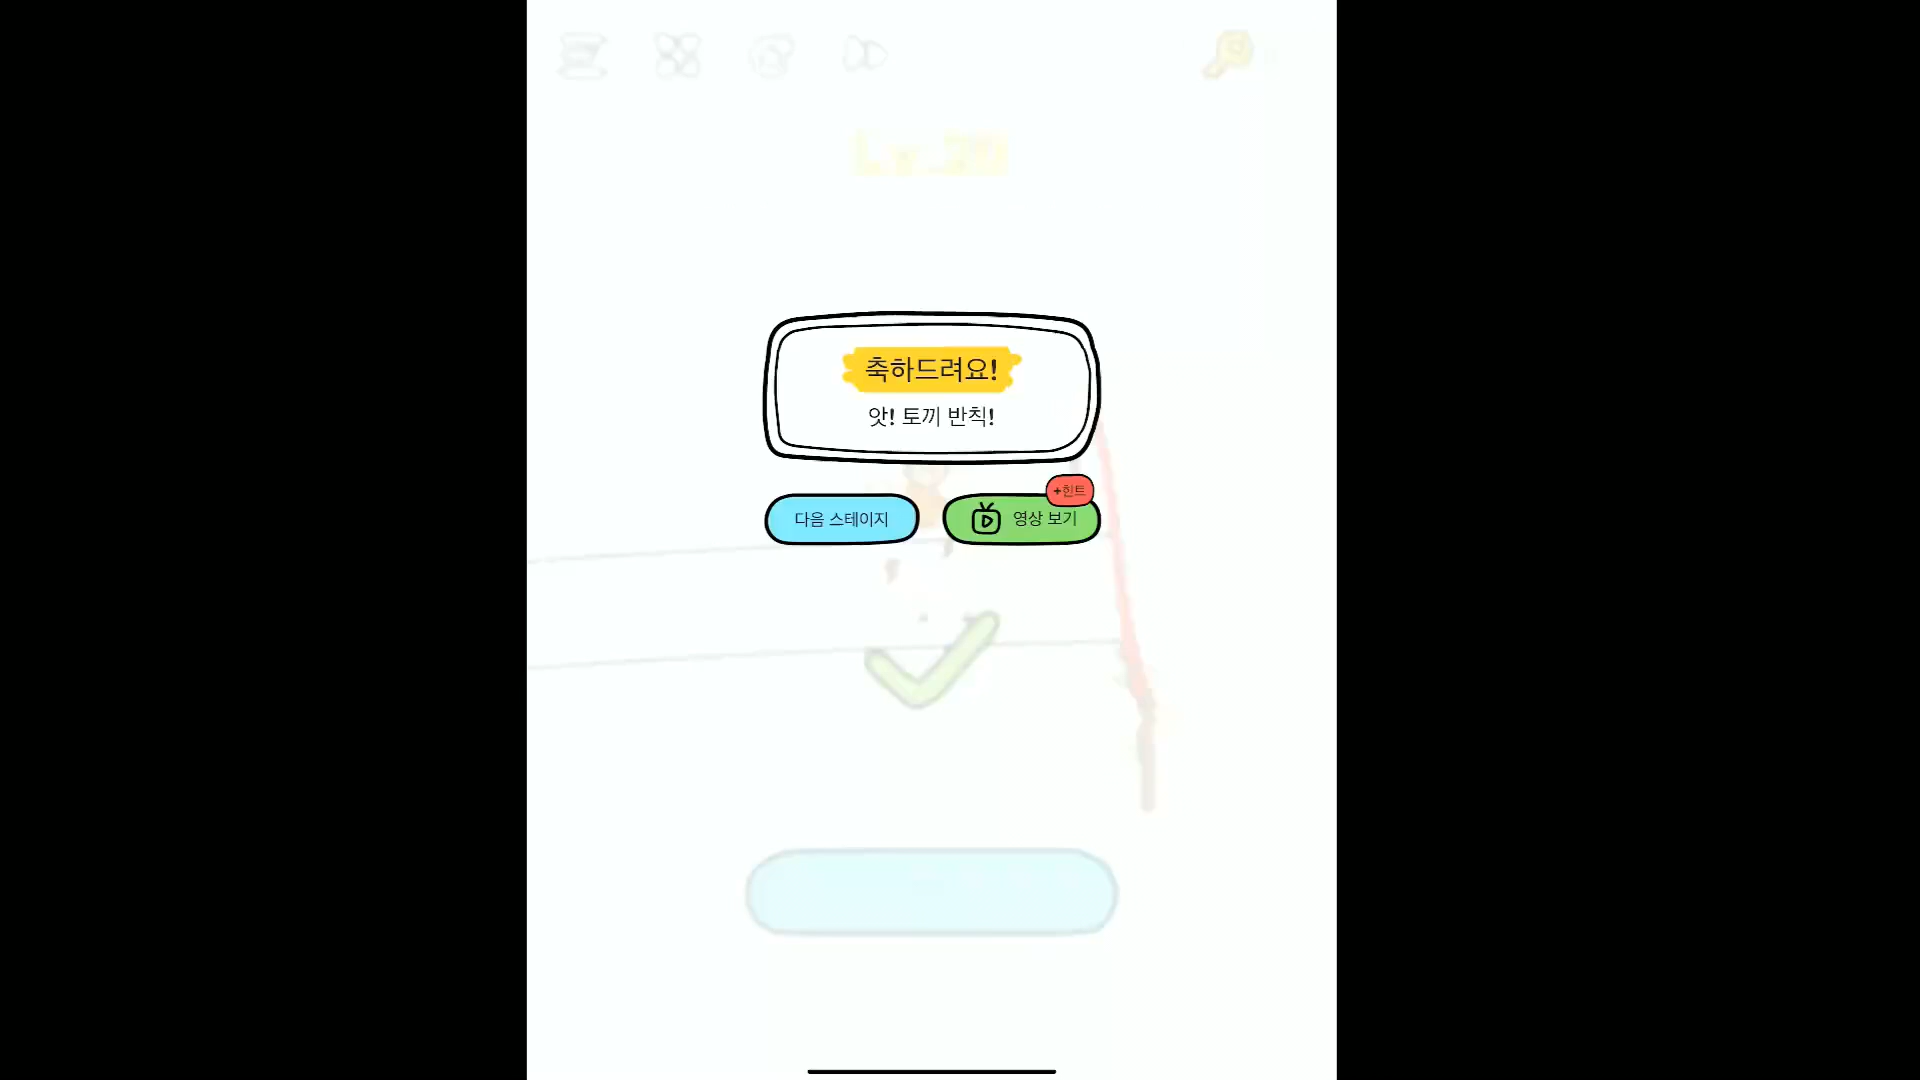 축하드려요!
앗! 토끼 반칙!
+힌트
다음 스테이지
영상 보기